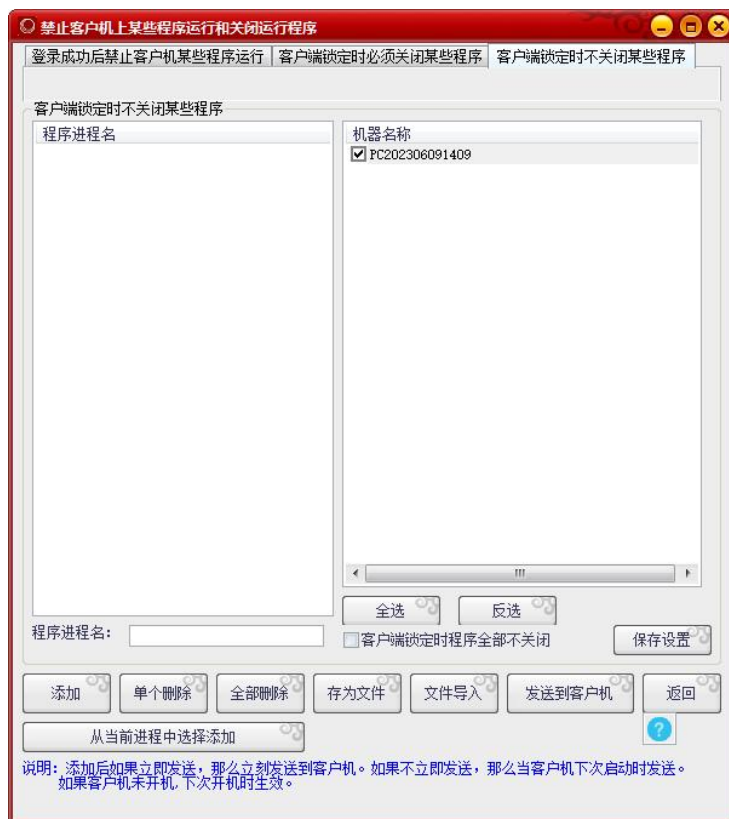 禁止客户机上某些程序运行和关闭运行程序
登录成功后禁止客户机某些程序运行 客户端锁定时必须关闭某些程序 客户端锁定时不关闭某些程序
客户端锁定时不关闭某些程序
程序进程名 机器名称
PC202306091409
全选 反选
程序进程名: 客户端锁定时程序全部不关闭 保存设置
添加 单个删除 全部删除 存为文件 文件导入 发送到客户机 返回
从当前进程中选择添加 ?
说明: 添加后如果立即发送,那么立刻发送到客户机。如果不立即发送,那么当客户机下次启动时发送。
如果客户机未开机,下次开机时生效。